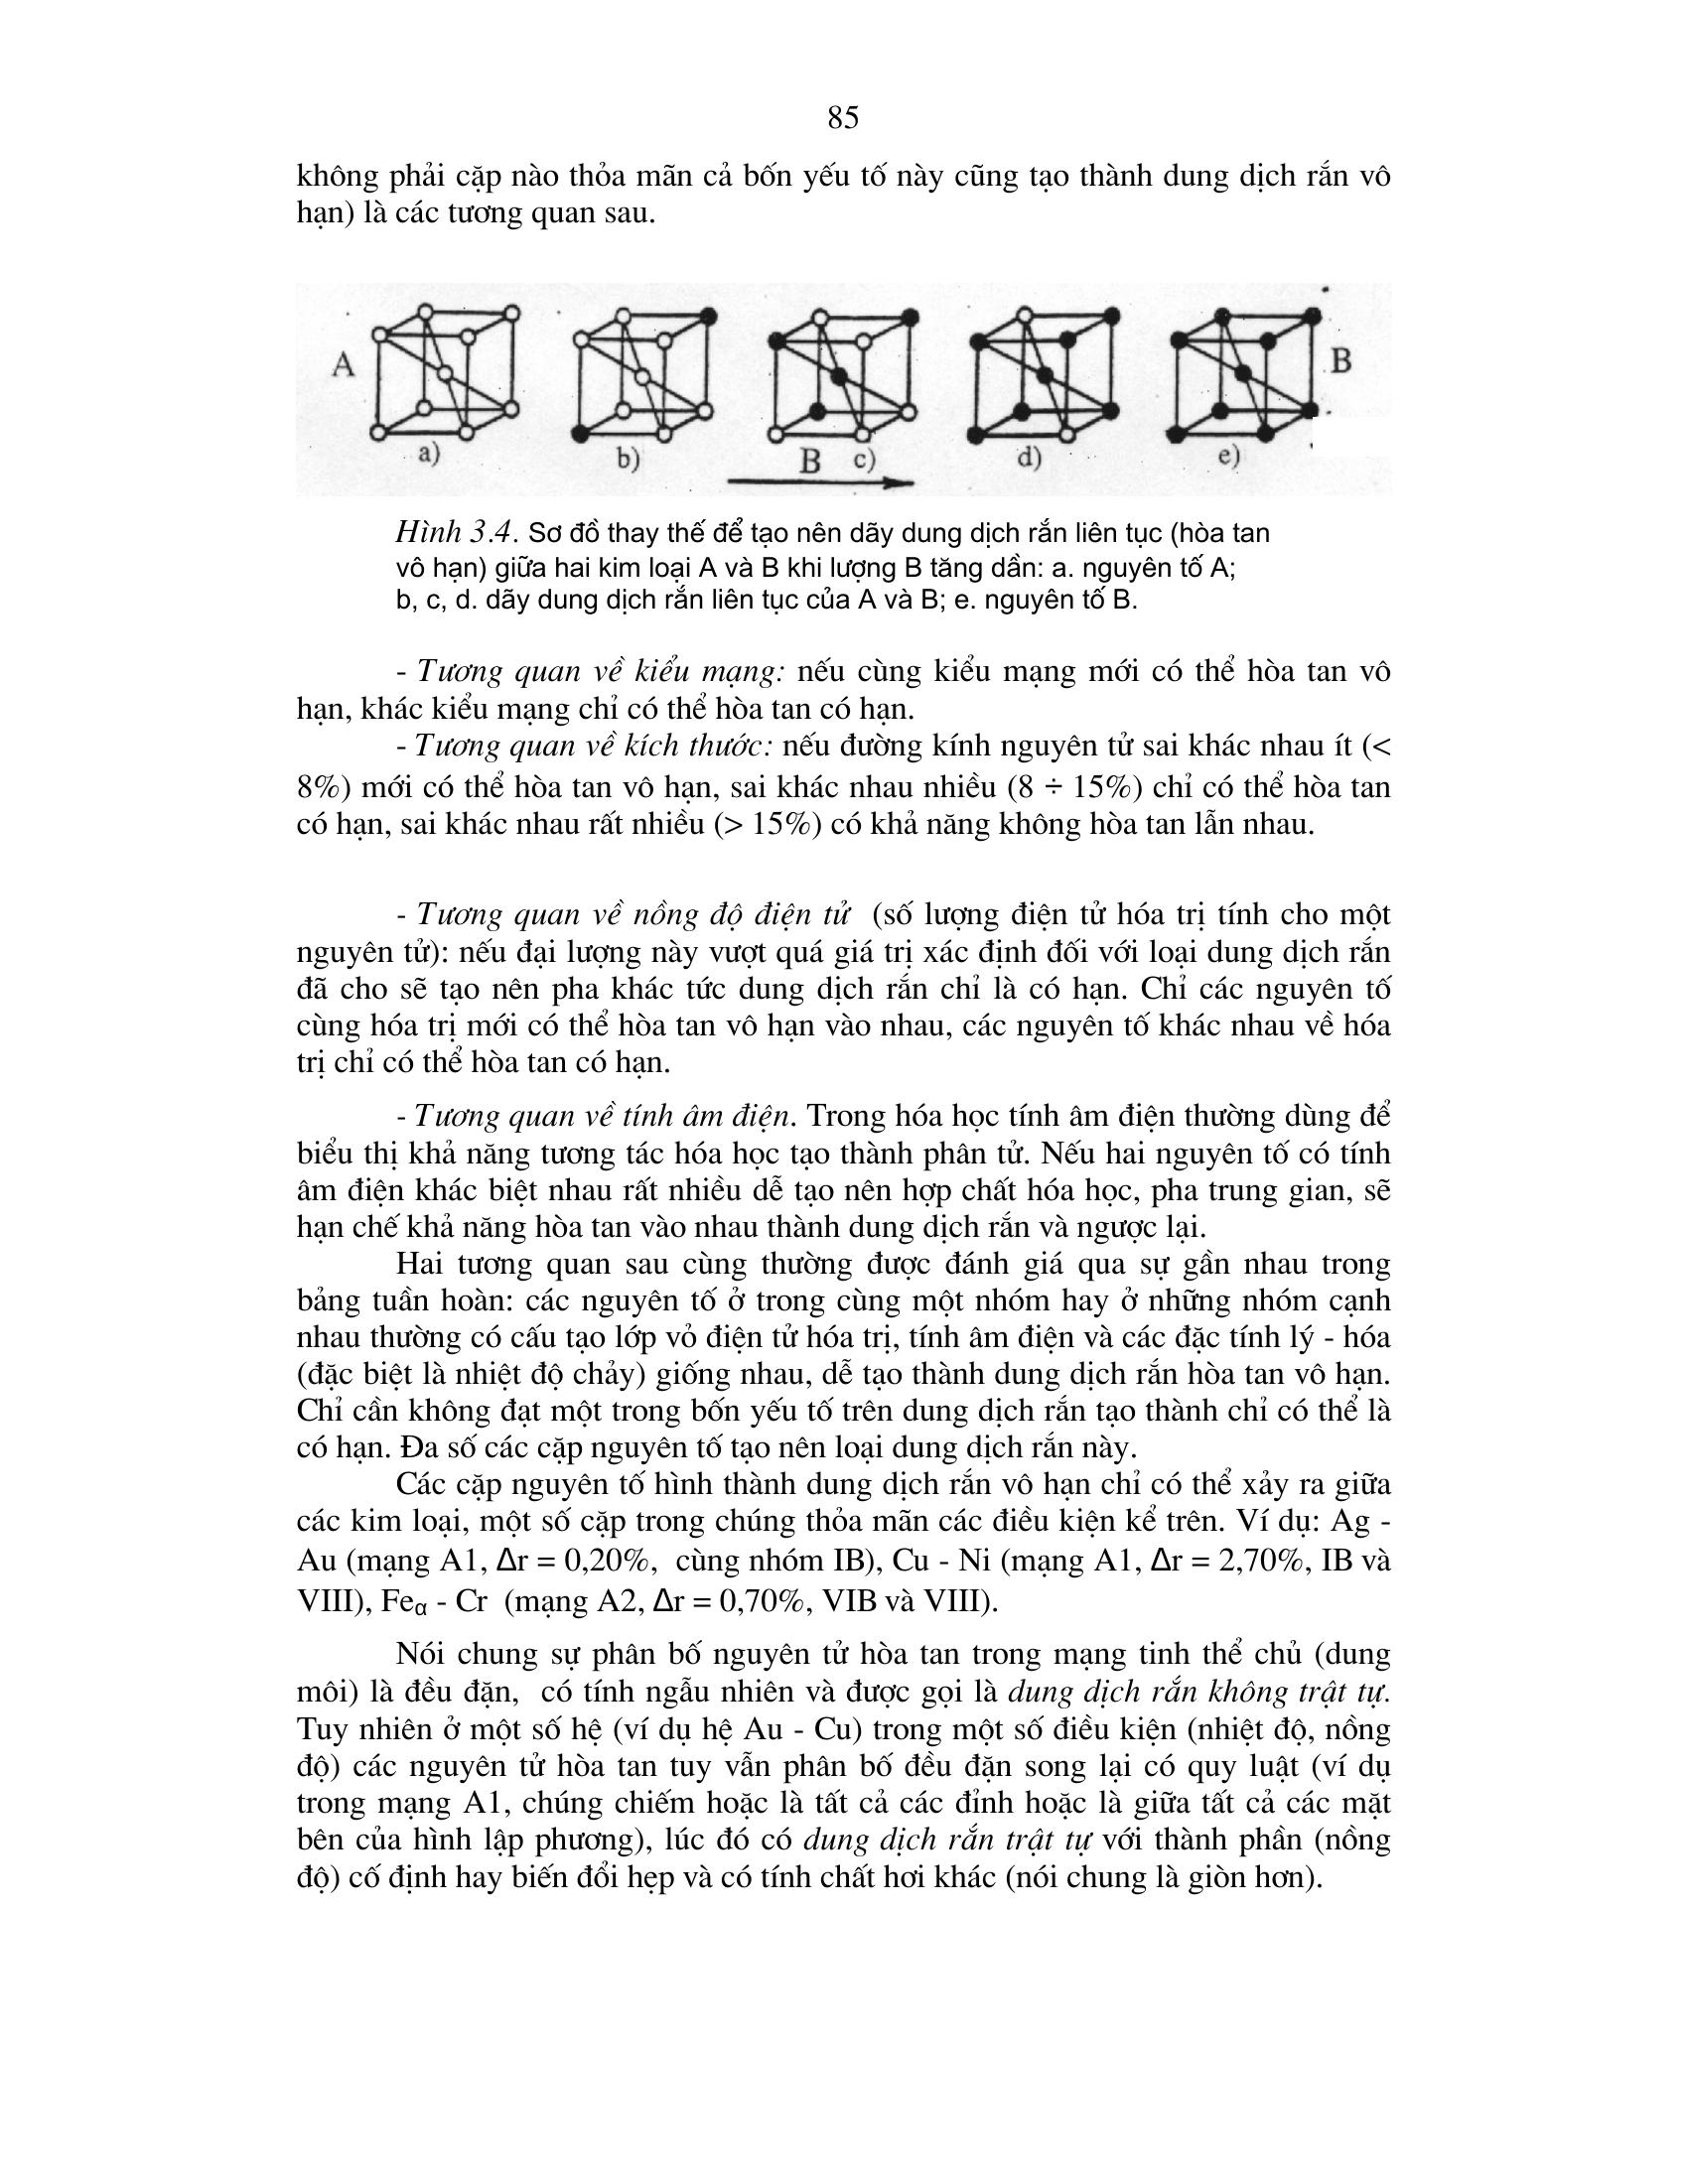 85
không phải cặp nào thỏa mãn cả bốn yếu tố này cũng tạo thành dung dịch rắn vô
hạn) là các tương quan sau.
A
B
a)
b)
B c)
d)
e)
Hình 3.4. Sơ đồ thay thế để tạo nên dãy dung dịch rắn liên tục (hòa tan
vô hạn) giữa hai kim loại A và B khi lượng B tăng dần: a. nguyên tố A;
b, c, d. dãy dung dịch rắn liên tục của A và B; e. nguyên tố B.
- Tương quan về kiểu mạng: nếu cùng kiểu mạng mới có thể hòa tan vô
hạn, khác kiểu mạng chỉ có thể hòa tan có hạn.
- Tương quan về kích thước: nếu đường kính nguyên tử sai khác nhau ít (<
8%) mới có thể hòa tan vô hạn, sai khác nhau nhiều (8 ÷ 15%) chỉ có thể hòa tan
có hạn, sai khác nhau rất nhiều (> 15%) có khả năng không hòa tan lẫn nhau.
- Tương quan về nồng độ điện tử (số lượng điện tử hóa trị tính cho một
nguyên tử): nếu đại lượng này vượt quá giá trị xác định đối với loại dung dịch rắn
đã cho sẽ tạo nên pha khác tức dung dịch rắn chỉ là có hạn. Chỉ các nguyên tố
cùng hóa trị mới có thể hòa tan vô hạn vào nhau, các nguyên tố khác nhau về hóa
trị chỉ có thể hòa tan có hạn.
- Tương quan về tính âm điện. Trong hóa học tính âm điện thường dùng để
biểu thị khả năng tương tác hóa học tạo thành phân tử. Nếu hai nguyên tố có tính
âm điện khác biệt nhau rất nhiều dễ tạo nên hợp chất hóa học, pha trung gian, sẽ
hạn chế khả năng hòa tan vào nhau thành dung dịch rắn và ngược lại.
Hai tương quan sau cùng thường được đánh giá qua sự gần nhau trong
bảng tuần hoàn: các nguyên tố ở trong cùng một nhóm hay ở những nhóm cạnh
nhau thường có cấu tạo lớp vỏ điện tử hóa trị, tính âm điện và các đặc tính lý - hóa
(đặc biệt là nhiệt độ chảy) giống nhau, dễ tạo thành dung dịch rắn hòa tan vô hạn.
Chỉ cần không đạt một trong bốn yếu tố trên dung dịch rắn tạo thành chỉ có thể là
có hạn. Đa số các cặp nguyên tố tạo nên loại dung dịch rắn này.
Các cặp nguyên tố hình thành dung dịch rắn vô hạn chỉ có thể xảy ra giữa
các kim loại, một số cặp trong chúng thỏa mãn các điều kiện kể trên. Ví dụ: Ag -
Au (mạng A1, Δr = 0,20%, cùng nhóm IB), Cu - Ni (mạng A1, Δr = 2,70%, IB và
VIII), Feα - Cr (mạng A2, Δr = 0,70%, VIB và VIII).
Nói chung sự phân bố nguyên tử hòa tan trong mạng tinh thể chủ (dung
môi) là đều đặn, có tính ngẫu nhiên và được gọi là dung dịch rắn không trật tự.
Tuy nhiên ở một số hệ (ví dụ hệ Au - Cu) trong một số điều kiện (nhiệt độ, nồng
độ) các nguyên tử hòa tan tuy vẫn phân bố đều đặn song lại có quy luật (ví dụ
trong mạng A1, chúng chiếm hoặc là tất cả các đỉnh hoặc là giữa tất cả các mặt
bên của hình lập phương), lúc đó có dung dịch rắn trật tự với thành phần (nồng
độ) cố định hay biến đổi hẹp và có tính chất hơi khác (nói chung là giòn hơn).